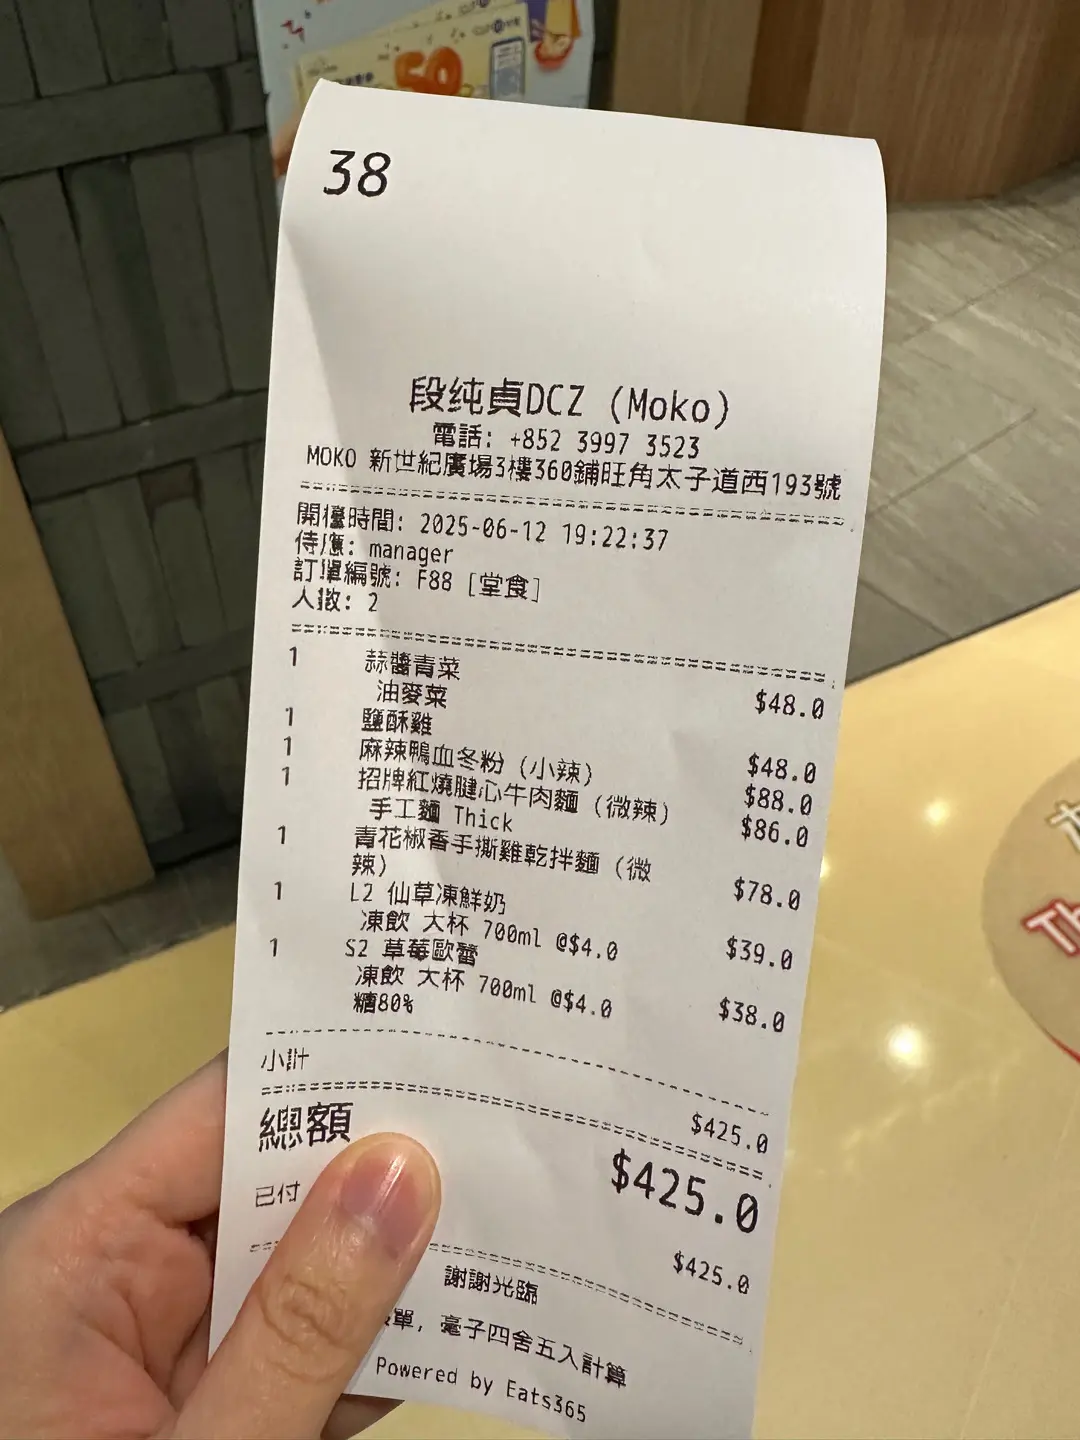 50
38
段纯貞DCZ (Moko)
電話: +852 3997 3523
MOKO 新世紀廣場3樓360鋪旺角太子道西193號
開檯時間: 2025-06-12 19:22:37
侍應: manager
訂單編號: F88 [堂食]
人數: 2
1 蒜醬青菜 $48.0
油麥菜
1 鹽酥雞 $48.0
1 麻辣鴨血冬粉 (小辣) $88.0
1 招牌紅燒腱心牛肉麵 (微辣) $86.0
手工麵 Thick
1 青花椒香手撕雞乾拌麵 (微 $78.0
辣)
1 L2 仙草凍鮮奶 $39.0
凍飲 大杯 700ml @$4.0
1 S2 草莓歐蕾 $38.0
凍飲 大杯 700ml @$4.0
糖80%
小計 $425.0
總額 $425.0
已付 $425.0
謝謝光臨
單, 毫子四舍五入計算
Powered by Eats365
Th